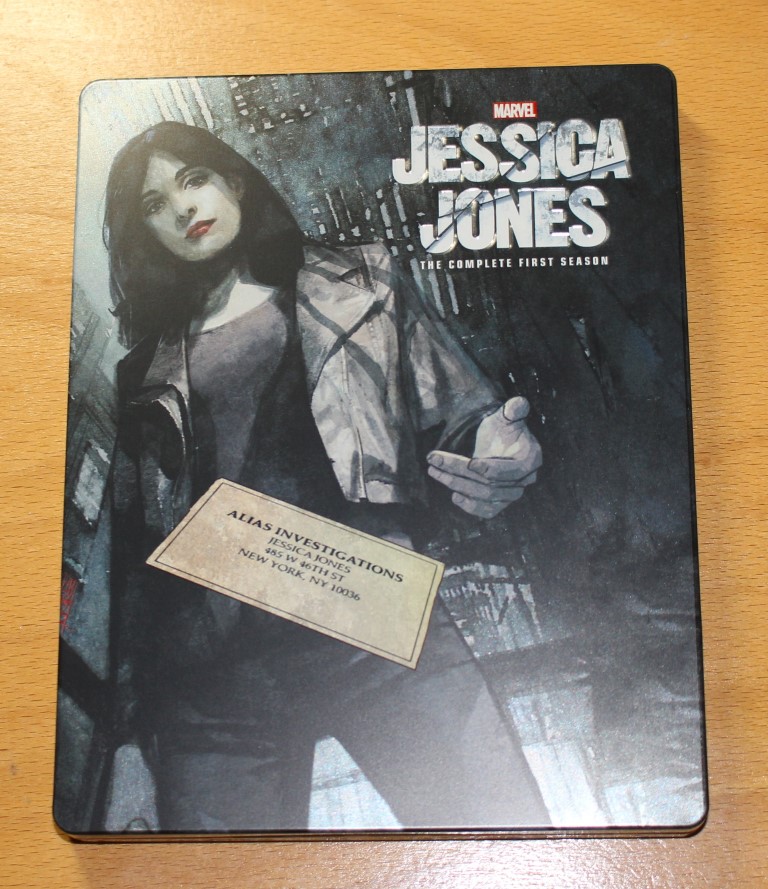 MARVEL
JESSICA
JONES
THE COMPLETE FIRST SEASON
ALIAS INVESTIGATIONS
JESSICA JONES
485 W 46TH ST
NEW YORK, NY 10036